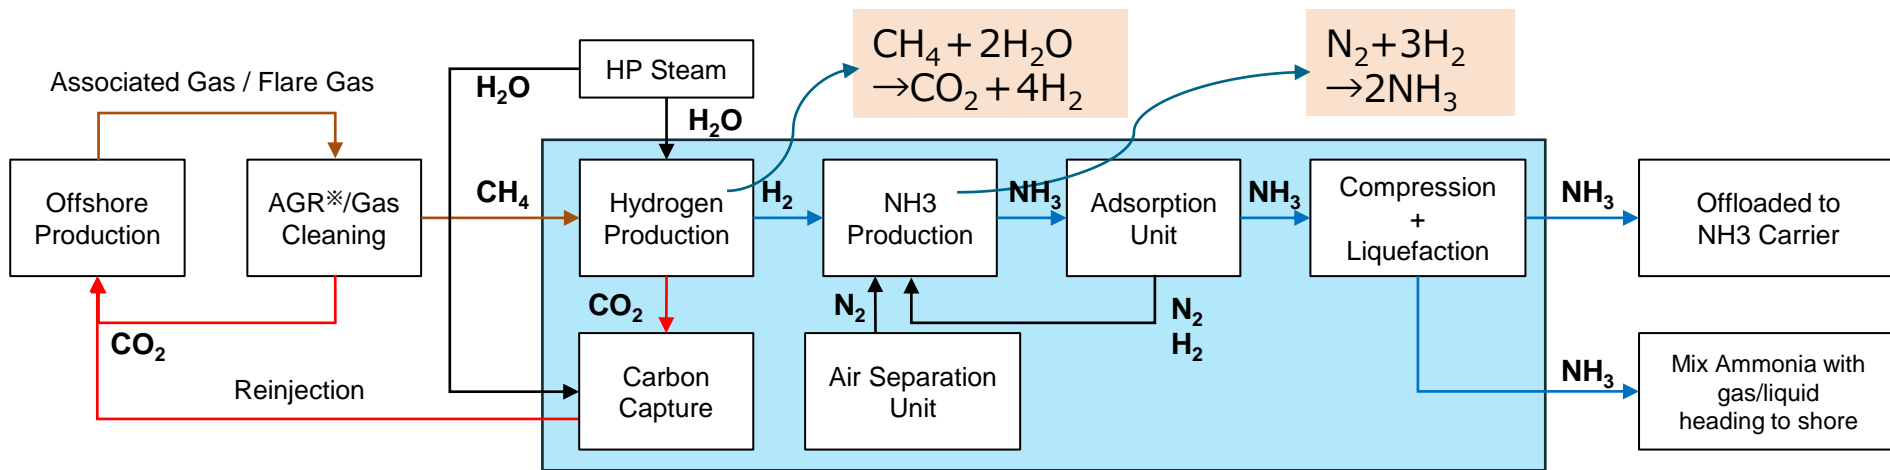 Associated Gas / Flare Gas
Offshore
Production
AGR※/Gas
Cleaning
CO₂
Reinjection
HP Steam
H₂O
H₂O
CH₄
Hydrogen
Production
CH₄+2H₂O
→CO₂+4H₂
H₂
CO₂
Carbon
Capture
NH3
Production
N₂+3H₂
→2NH₃
N₂
Air Separation
Unit
NH₃
Adsorption
Unit
N₂
H₂
NH₃
Compression
+
Liquefaction
NH₃
Offloaded to
NH3 Carrier
NH₃
Mix Ammonia with
gas/liquid
heading to shore